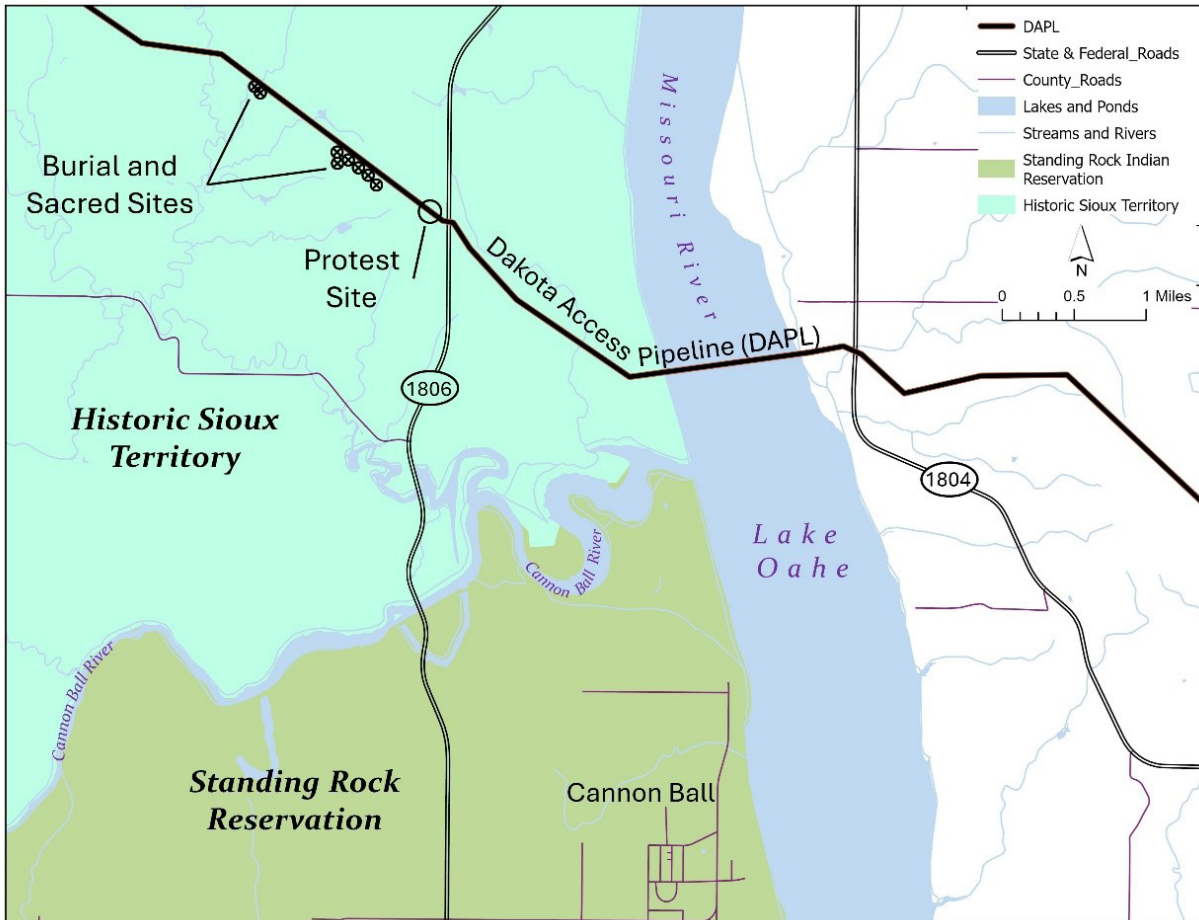 DAPL
State & Federal_Roads
County_Roads
Lakes and Ponds
Streams and Rivers
Standing Rock Indian
Reservation
Historic Sioux Territory
N
0 0.5 1 Miles
Burial and
Sacred Sites
Protest
Site
Missouri River
Dakota Access Pipeline (DAPL)
1806
Historic Sioux
Territory
1804
Lake
Oahe
Cannon Ball River
Cannon Ball River
Standing Rock
Reservation
Cannon Ball